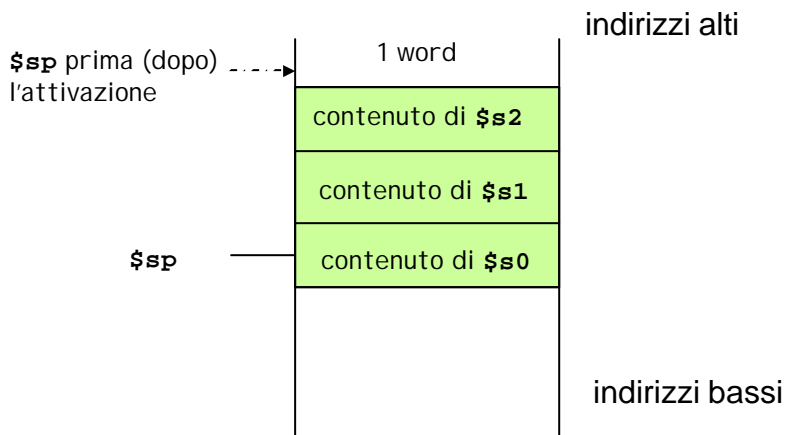 indirizzi alti
$sp prima (dopo)
l'attivazione
1 word
contenuto di $s2
contenuto di $s1
$sp
contenuto di $s0
indirizzi bassi